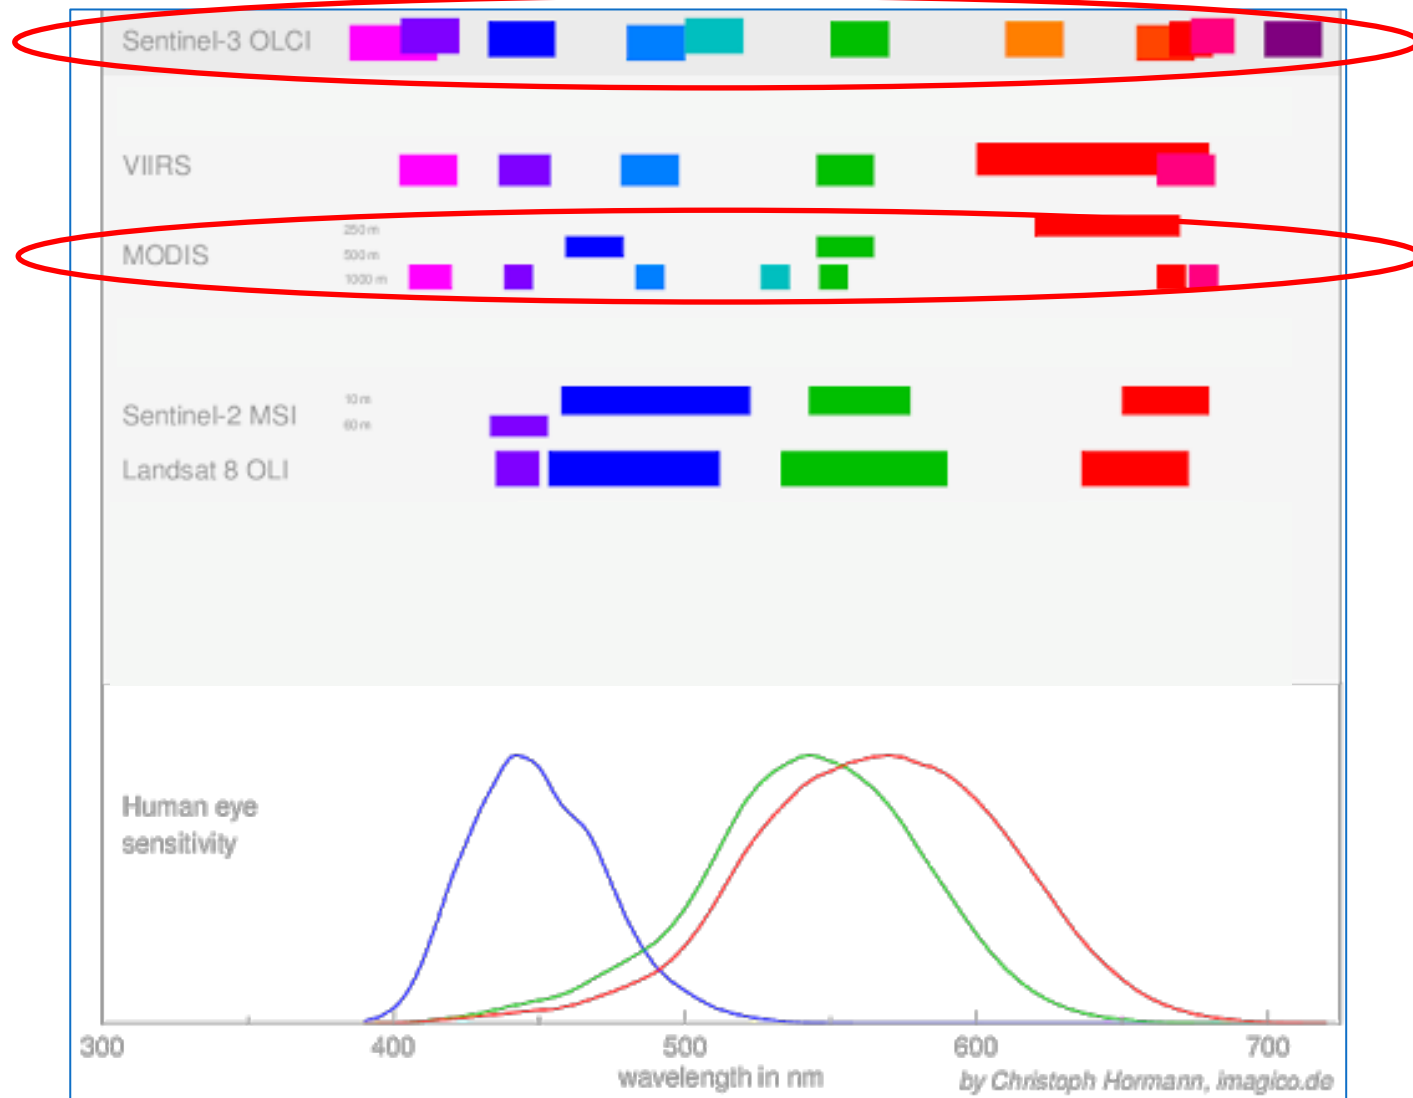 Sentinel-3 OLCI
VIIRS
MODIS
250 m
500 m
1000 m
Sentinel-2 MSI
10 m
60 m
Landsat 8 OLI
Human eye
sensitivity
300 400 500 600 700
wavelength in nm
by Christoph Hormann, imagico.de